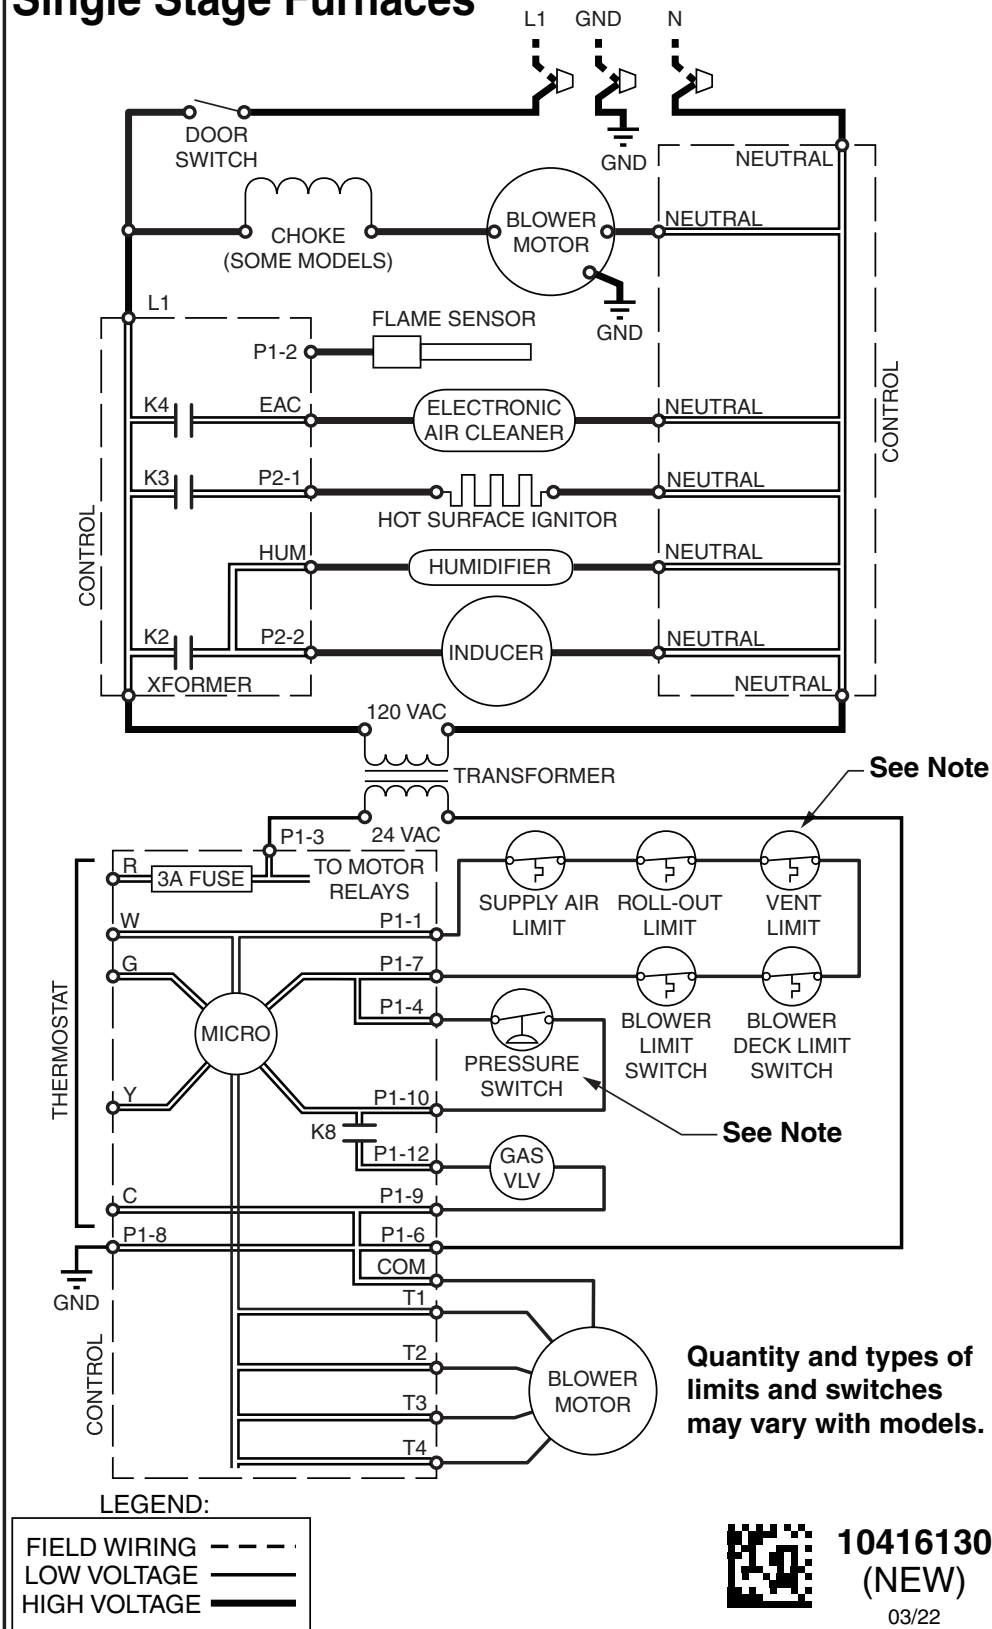 Single Stage Furnaces
L1
GND
N
DOOR
SWITCH
GND
NEUTRAL
CHOKE
(SOME MODELS)
BLOWER
MOTOR
NEUTRAL
GND
L1
FLAME SENSOR
P1-2
CONTROL
K4
EAC
ELECTRONIC
AIR CLEANER
NEUTRAL
K3
P2-1
HOT SURFACE IGNITOR
NEUTRAL
CONTROL
HUM
HUMIDIFIER
NEUTRAL
K2
P2-2
INDUCER
NEUTRAL
XFORMER
NEUTRAL
120 VAC
TRANSFORMER
See Note
24 VAC
P1-3
R
3A FUSE
TO MOTOR
RELAYS
SUPPLY AIR
LIMIT
ROLL-OUT
LIMIT
VENT
LIMIT
W
P1-1
G
P1-7
P1-4
MICRO
THERMOSTAT
PRESSURE
SWITCH
BLOWER
LIMIT
SWITCH
BLOWER
DECK LIMIT
SWITCH
Y
P1-10
See Note
K8
P1-12
GAS
VLV
C
P1-9
P1-8
P1-6
GND
COM
T1
T2
T3
T4
CONTROL
BLOWER
MOTOR
Quantity and types of
limits and switches
may vary with models.
LEGEND:
FIELD WIRING
LOW VOLTAGE
HIGH VOLTAGE
10416130
(NEW)
03/22